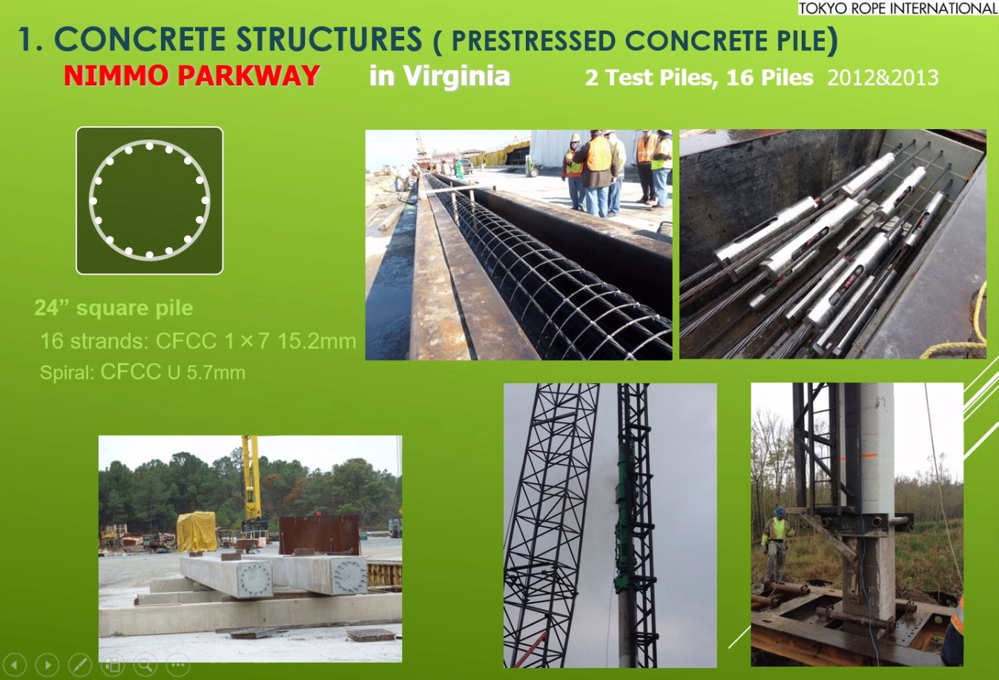 TOKYO ROPE INTERNATIONAL
1. CONCRETE STRUCTURES ( PRESTRESSED CONCRETE PILE)
NIMMO PARKWAY in Virginia 2 Test Piles, 16 Piles 2012&2013
24” square pile
16 strands: CFCC 1×7 15.2mm
Spiral: CFCC U 5.7mm